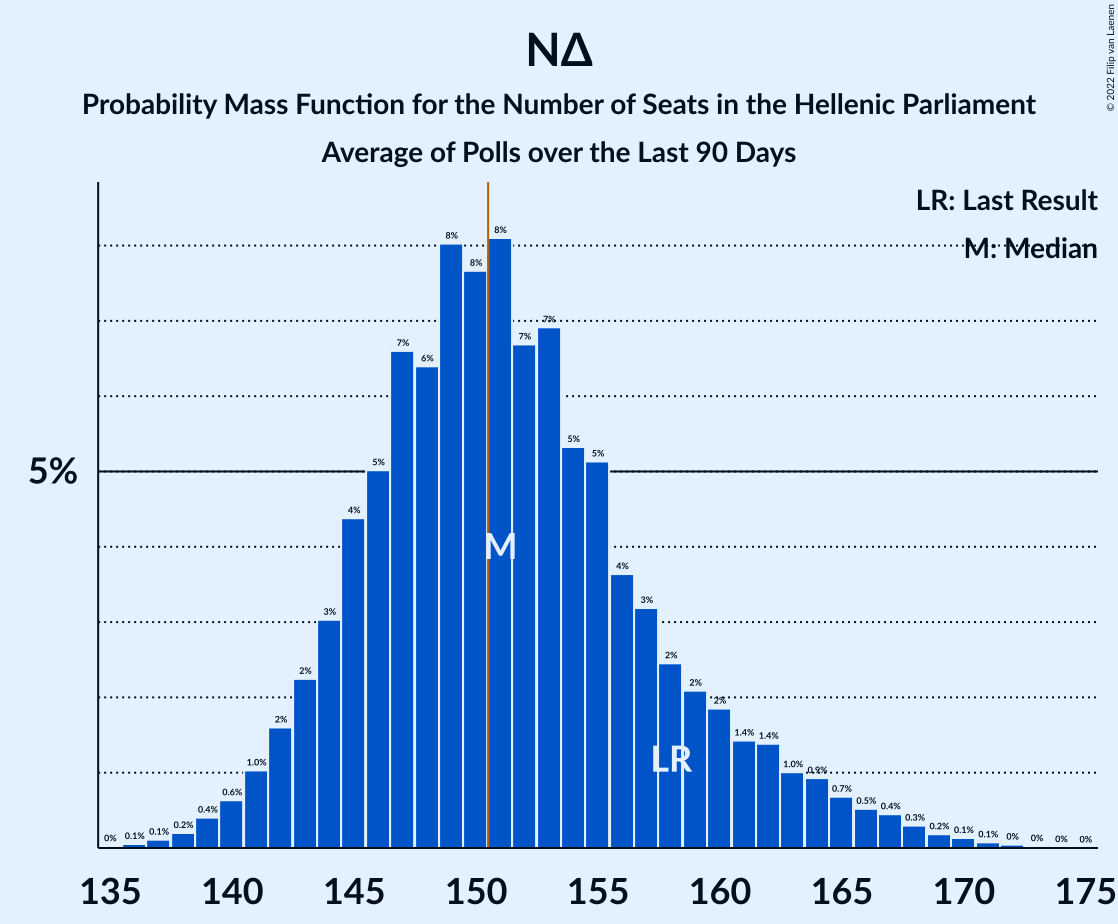 NΔ
Probability Mass Function for the Number of Seats in the Hellenic Parliament
Average of Polls over the Last 90 Days
© 2022 Filip van Laenen
LR: Last Result
M: Median
5%
0% 0.1% 0.1% 0.2% 0.4% 0.6% 1.0% 2% 2% 3% 4% 5% 7% 6% 8% 8% 8% 7% 7% 5% 5% 4% 3% 2% 2% 2% 1.4% 1.4% 1.0% 0.9% 0.7% 0.5% 0.4% 0.3% 0.2% 0.1% 0.1% 0% 0% 0% 0%
M
LR
135 140 145 150 155 160 165 170 175